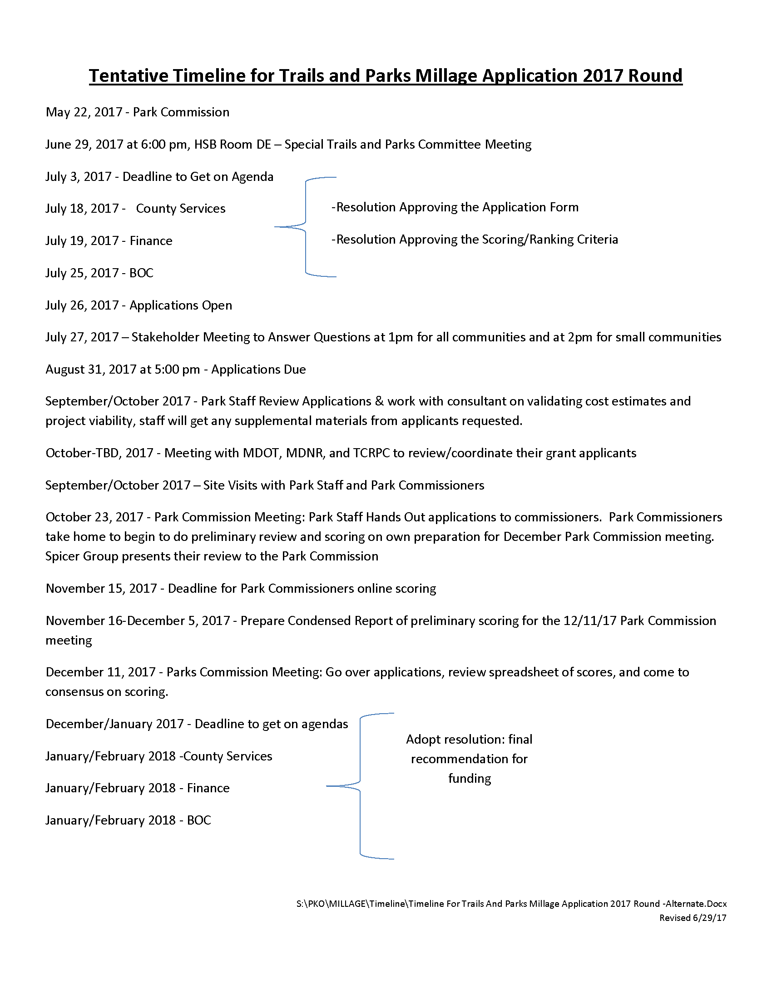 Tentative Timeline for Trails and Parks Millage Application 2017 Round
May 22, 2017 - Park Commission
June 29, 2017 at 6:00 pm, HSB Room DE – Special Trails and Parks Committee Meeting
July 3, 2017 - Deadline to Get on Agenda
July 18, 2017 -   County Services
July 19, 2017 - Finance
July 25, 2017 - BOC
-Resolution Approving the Application Form
-Resolution Approving the Scoring/Ranking Criteria
July 26, 2017 - Applications Open
July 27, 2017 – Stakeholder Meeting to Answer Questions at 1pm for all communities and at 2pm for small communities
August 31, 2017 at 5:00 pm - Applications Due
September/October 2017 - Park Staff Review Applications & work with consultant on validating cost estimates and
project viability, staff will get any supplemental materials from applicants requested.
October-TBD, 2017 - Meeting with MDOT, MDNR, and TCRPC to review/coordinate their grant applicants
September/October 2017 – Site Visits with Park Staff and Park Commissioners
October 23, 2017 - Park Commission Meeting: Park Staff Hands Out applications to commissioners.  Park Commissioners
take home to begin to do preliminary review and scoring on own preparation for December Park Commission meeting.
Spicer Group presents their review to the Park Commission
November 15, 2017 - Deadline for Park Commissioners online scoring
November 16-December 5, 2017 - Prepare Condensed Report of preliminary scoring for the 12/11/17 Park Commission
meeting
December 11, 2017 - Parks Commission Meeting: Go over applications, review spreadsheet of scores, and come to
consensus on scoring.
December/January 2017 - Deadline to get on agendas
January/February 2018 -County Services
January/February 2018 - Finance
January/February 2018 - BOC
Adopt resolution: final
recommendation for
funding
S:\PKO\MILLAGE\Timeline\Timeline For Trails And Parks Millage Application 2017 Round -Alternate.Docx
Revised 6/29/17